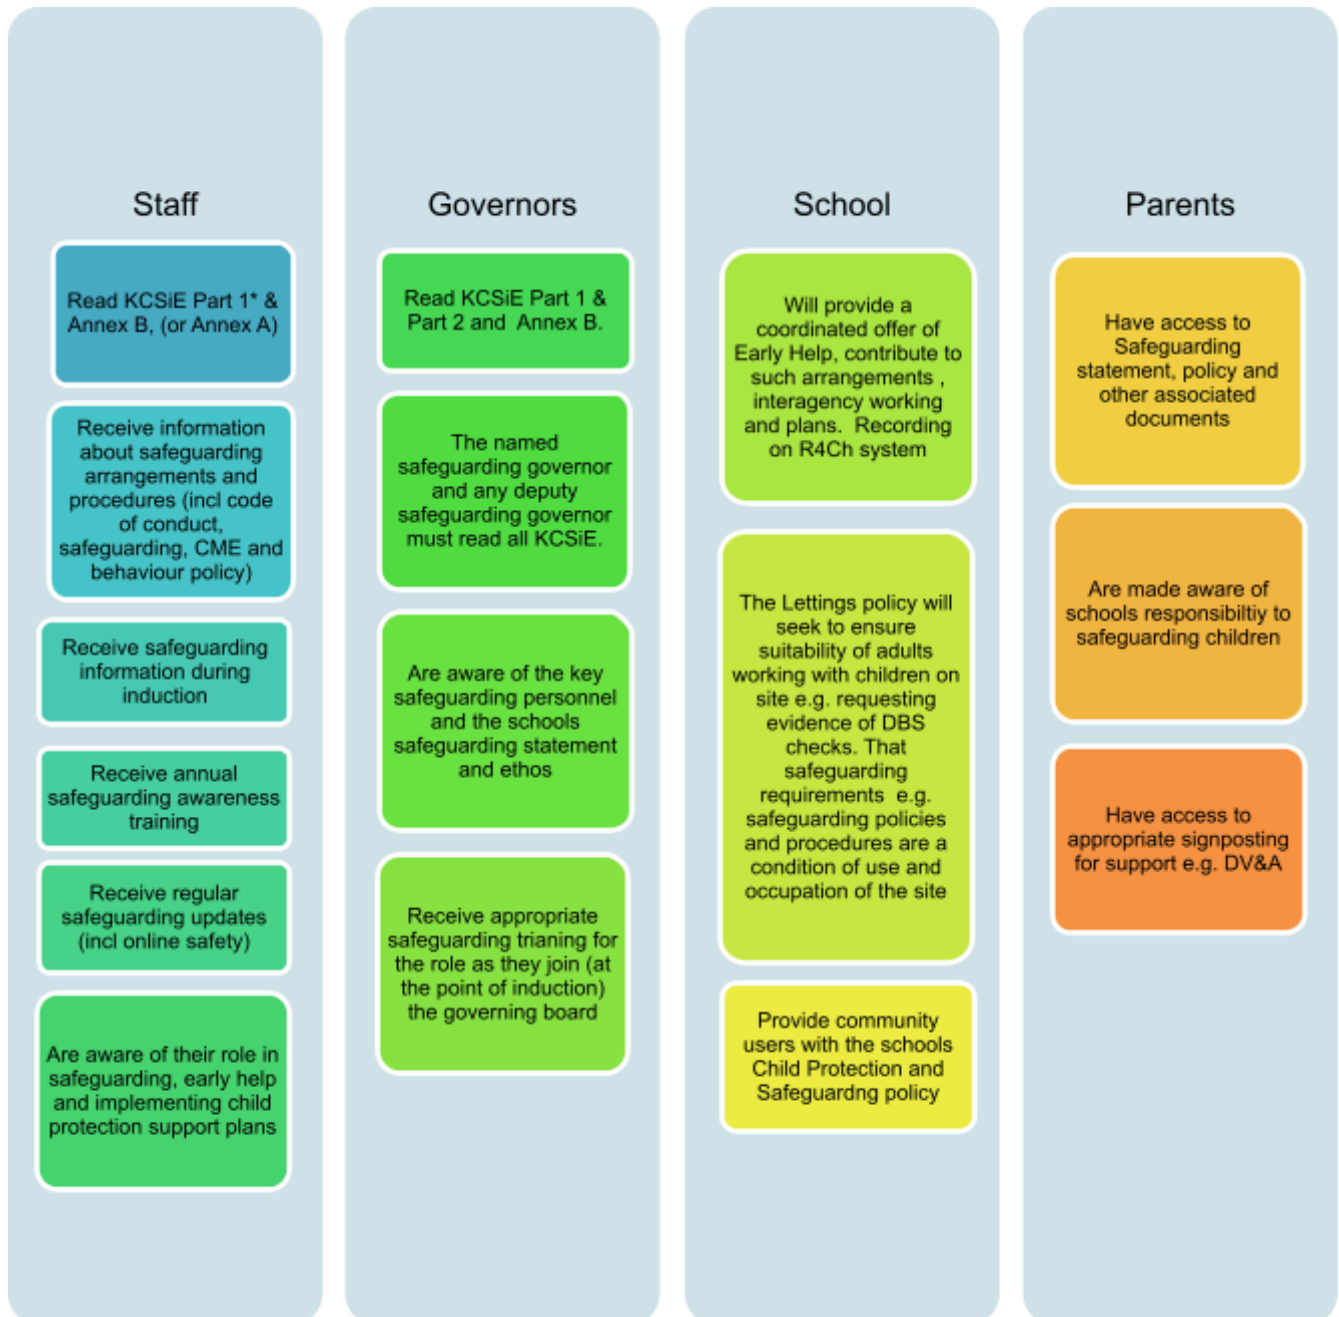 Staff
Read KCSiE Part 1* &
Annex B, (or Annex A)
Receive information
about safeguarding
arrangements and
procedures (incl code
of conduct,
safeguarding, CME and
behaviour policy)
Receive safeguarding
information during
induction
Receive annual
safeguarding awareness
training
Receive regular
safeguarding updates
(incl online safety)
Are aware of their role in
safeguarding, early help
and implementing child
protection support plans
Governors
Read KCSiE Part 1 &
Part 2 and Annex B.
The named
safeguarding governor
and any deputy
safeguarding governor
must read all KCSiE.
Are aware of the key
safeguarding personnel
and the schools
safeguarding statement
and ethos
Receive appropriate
safeguarding trianing for
the role as they join (at
the point of induction)
the governing board
School
Will provide a
coordinated offer of
Early Help, contribute to
such arrangements ,
interagency working
and plans. Recording
on R4Ch system
The Lettings policy will
seek to ensure
suitability of adults
working with children on
site e.g. requesting
evidence of DBS
checks. That
safeguarding
requirements e.g.
safeguarding policies
and procedures are a
condition of use and
occupation of the site
Provide community
users with the schools
Child Protection and
Safeguardng policy
Parents
Have access to
Safeguarding
statement, policy and
other associated
documents
Are made aware of
schools responsibiltiy to
safeguarding children
Have access to
appropriate signposting
for support e.g. DV&A